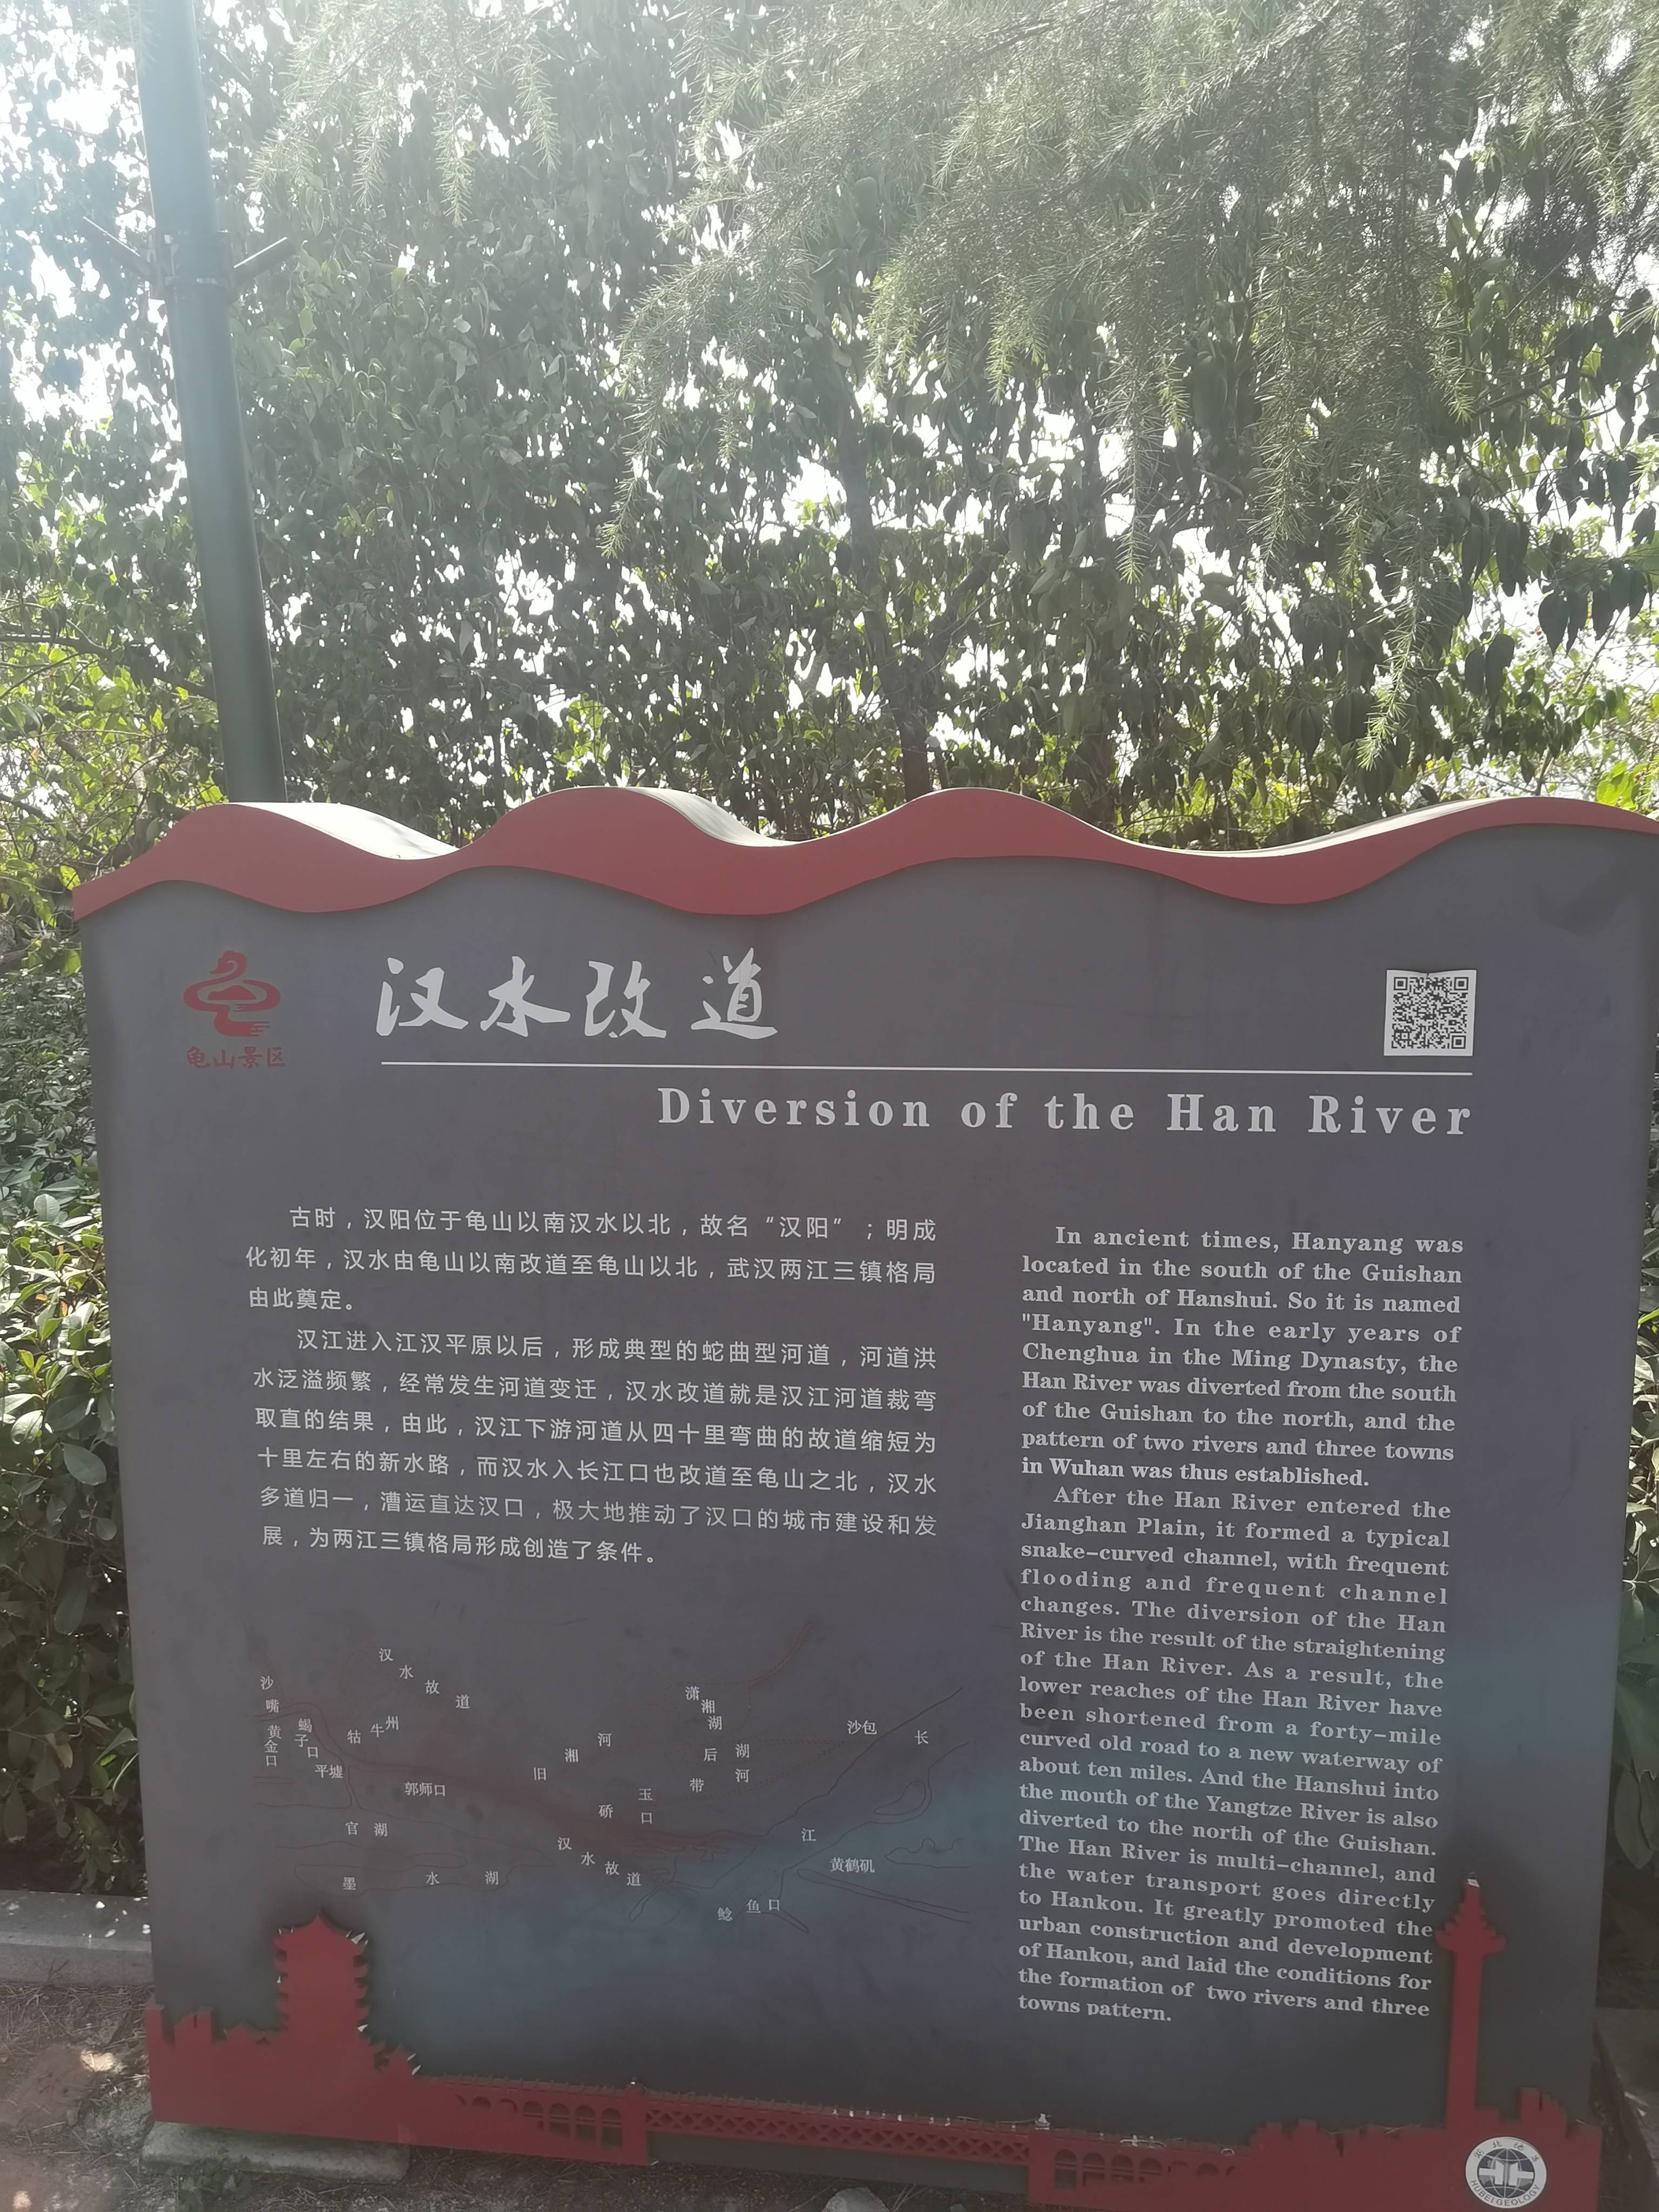 龟山景区
汉水改道
Diversion of the Han River
古时，汉阳位于龟山以南汉水以北，故名“汉阳”；明成
化初年，汉水由龟山以南改道至龟山以北，武汉两江三镇格局
由此奠定。
汉江进入江汉平原以后，形成典型的蛇曲型河道，河道洪
水泛溢频繁，经常发生河道变迁，汉水改道就是汉江河道裁弯
取直的结果，由此，汉江下游河道从四十里弯曲的故道缩短为
十里左右的新水路，而汉水入长江口也改道至龟山之北，汉水
多道归一，漕运直达汉口，极大地推动了汉口的城市建设和发
展，为两江三镇格局形成创造了条件。
In ancient times, Hanyang was
located in the south of the Guishan
and north of Hanshui. So it is named
"Hanyang". In the early years of
Chenghua in the Ming Dynasty, the
Han River was diverted from the south
of the Guishan to the north, and the
pattern of two rivers and three towns
in Wuhan was thus established.
After the Han River entered the
Jianghan Plain, it formed a typical
snake-curved channel, with frequent
flooding and frequent channel
changes. The diversion of the Han
River is the result of the straightening
of the Han River. As a result, the
lower reaches of the Han River have
been shortened from a forty-mile
curved old road to a new waterway of
about ten miles. And the Hanshui into
the mouth of the Yangtze River is also
diverted to the north of the Guishan.
The Han River is multi-channel, and
the water transport goes directly
to Hankou. It greatly promoted the
urban construction and development
of Hankou, and laid the conditions for
the formation of two rivers and three
towns pattern.
汉水故道
沙嘴
黄金口
蝎子口
牯牛州
平墟
郭师口
官湖
墨水湖
旧湘河
潇湘湖
后湖
带河
玉口
硚
汉水故道
沙包
长江
黄鹤矶
鲶鱼口
HUBEI GEOLOGY